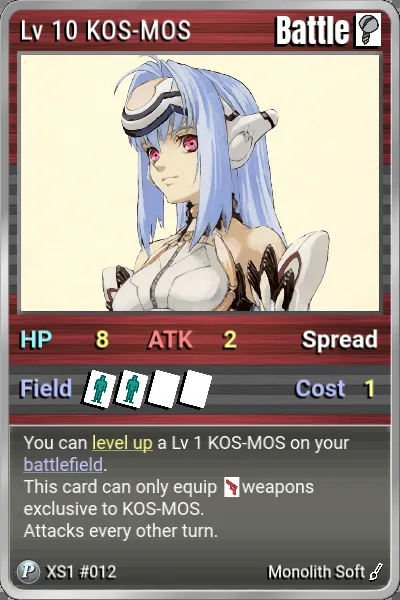 Lv 10 KOS-MOS
Battle
HP 8 ATK 2 Spread
Field Cost 1
You can level up a Lv 1 KOS-MOS on your
battlefield.
This card can only equip weapons
exclusive to KOS-MOS.
Attacks every other turn.
P XS1 #012 Monolith Soft